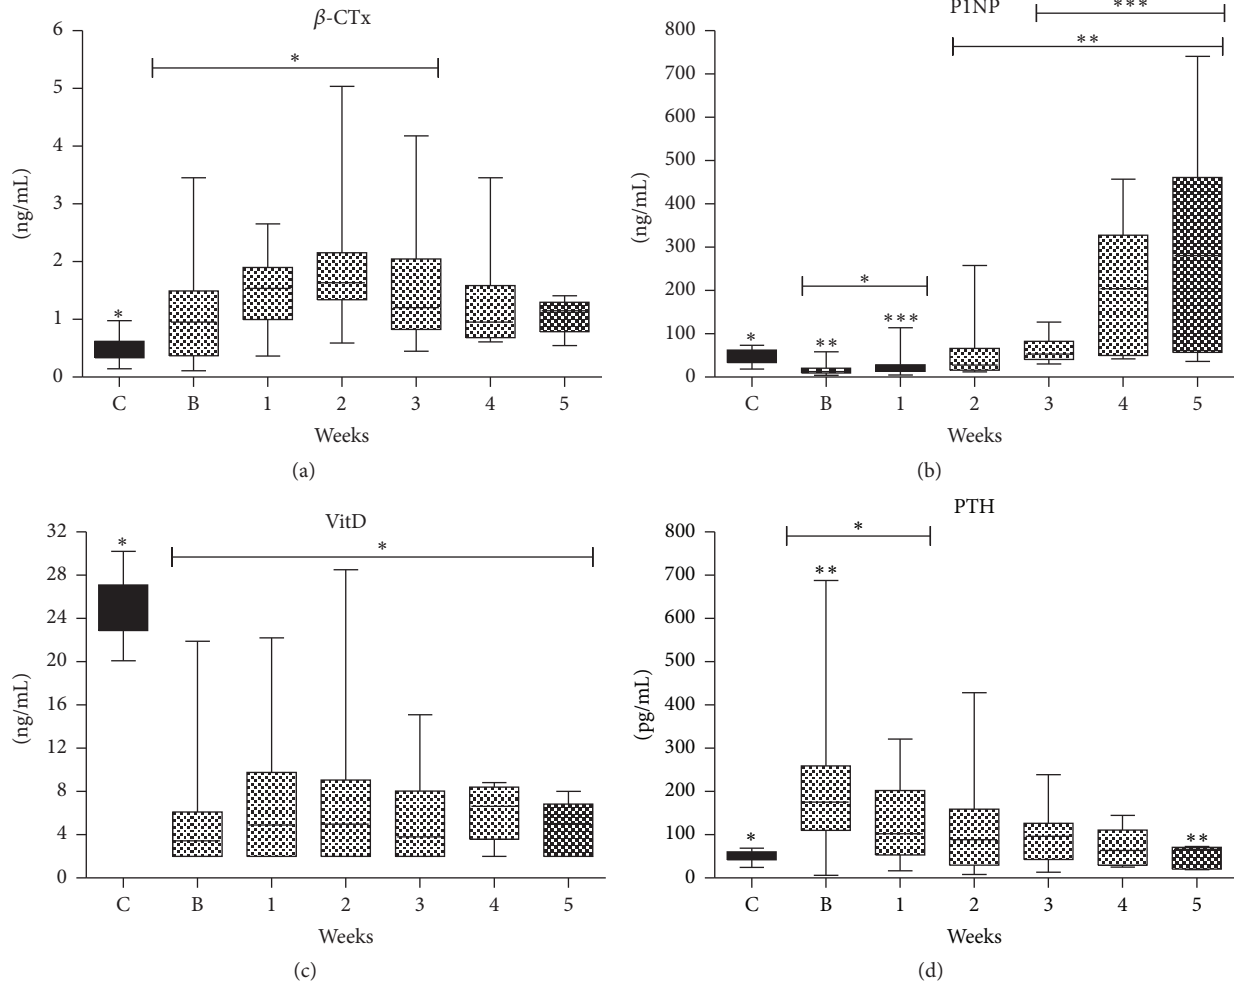 β-CTx
6
5
4
3
2
1
0
(ng/mL)
*
*
C B 1 2 3 4 5
Weeks
(a)
P1NP
***
**
800
700
600
500
400
300
200
100
0
(ng/mL)
*
*
**
***
C B 1 2 3 4 5
Weeks
(b)
VitD
32
28
24
20
16
12
8
4
0
(ng/mL)
*
*
C B 1 2 3 4 5
Weeks
(c)
PTH
800
700
600
500
400
300
200
100
0
(pg/mL)
*
**
*
**
C B 1 2 3 4 5
Weeks
(d)